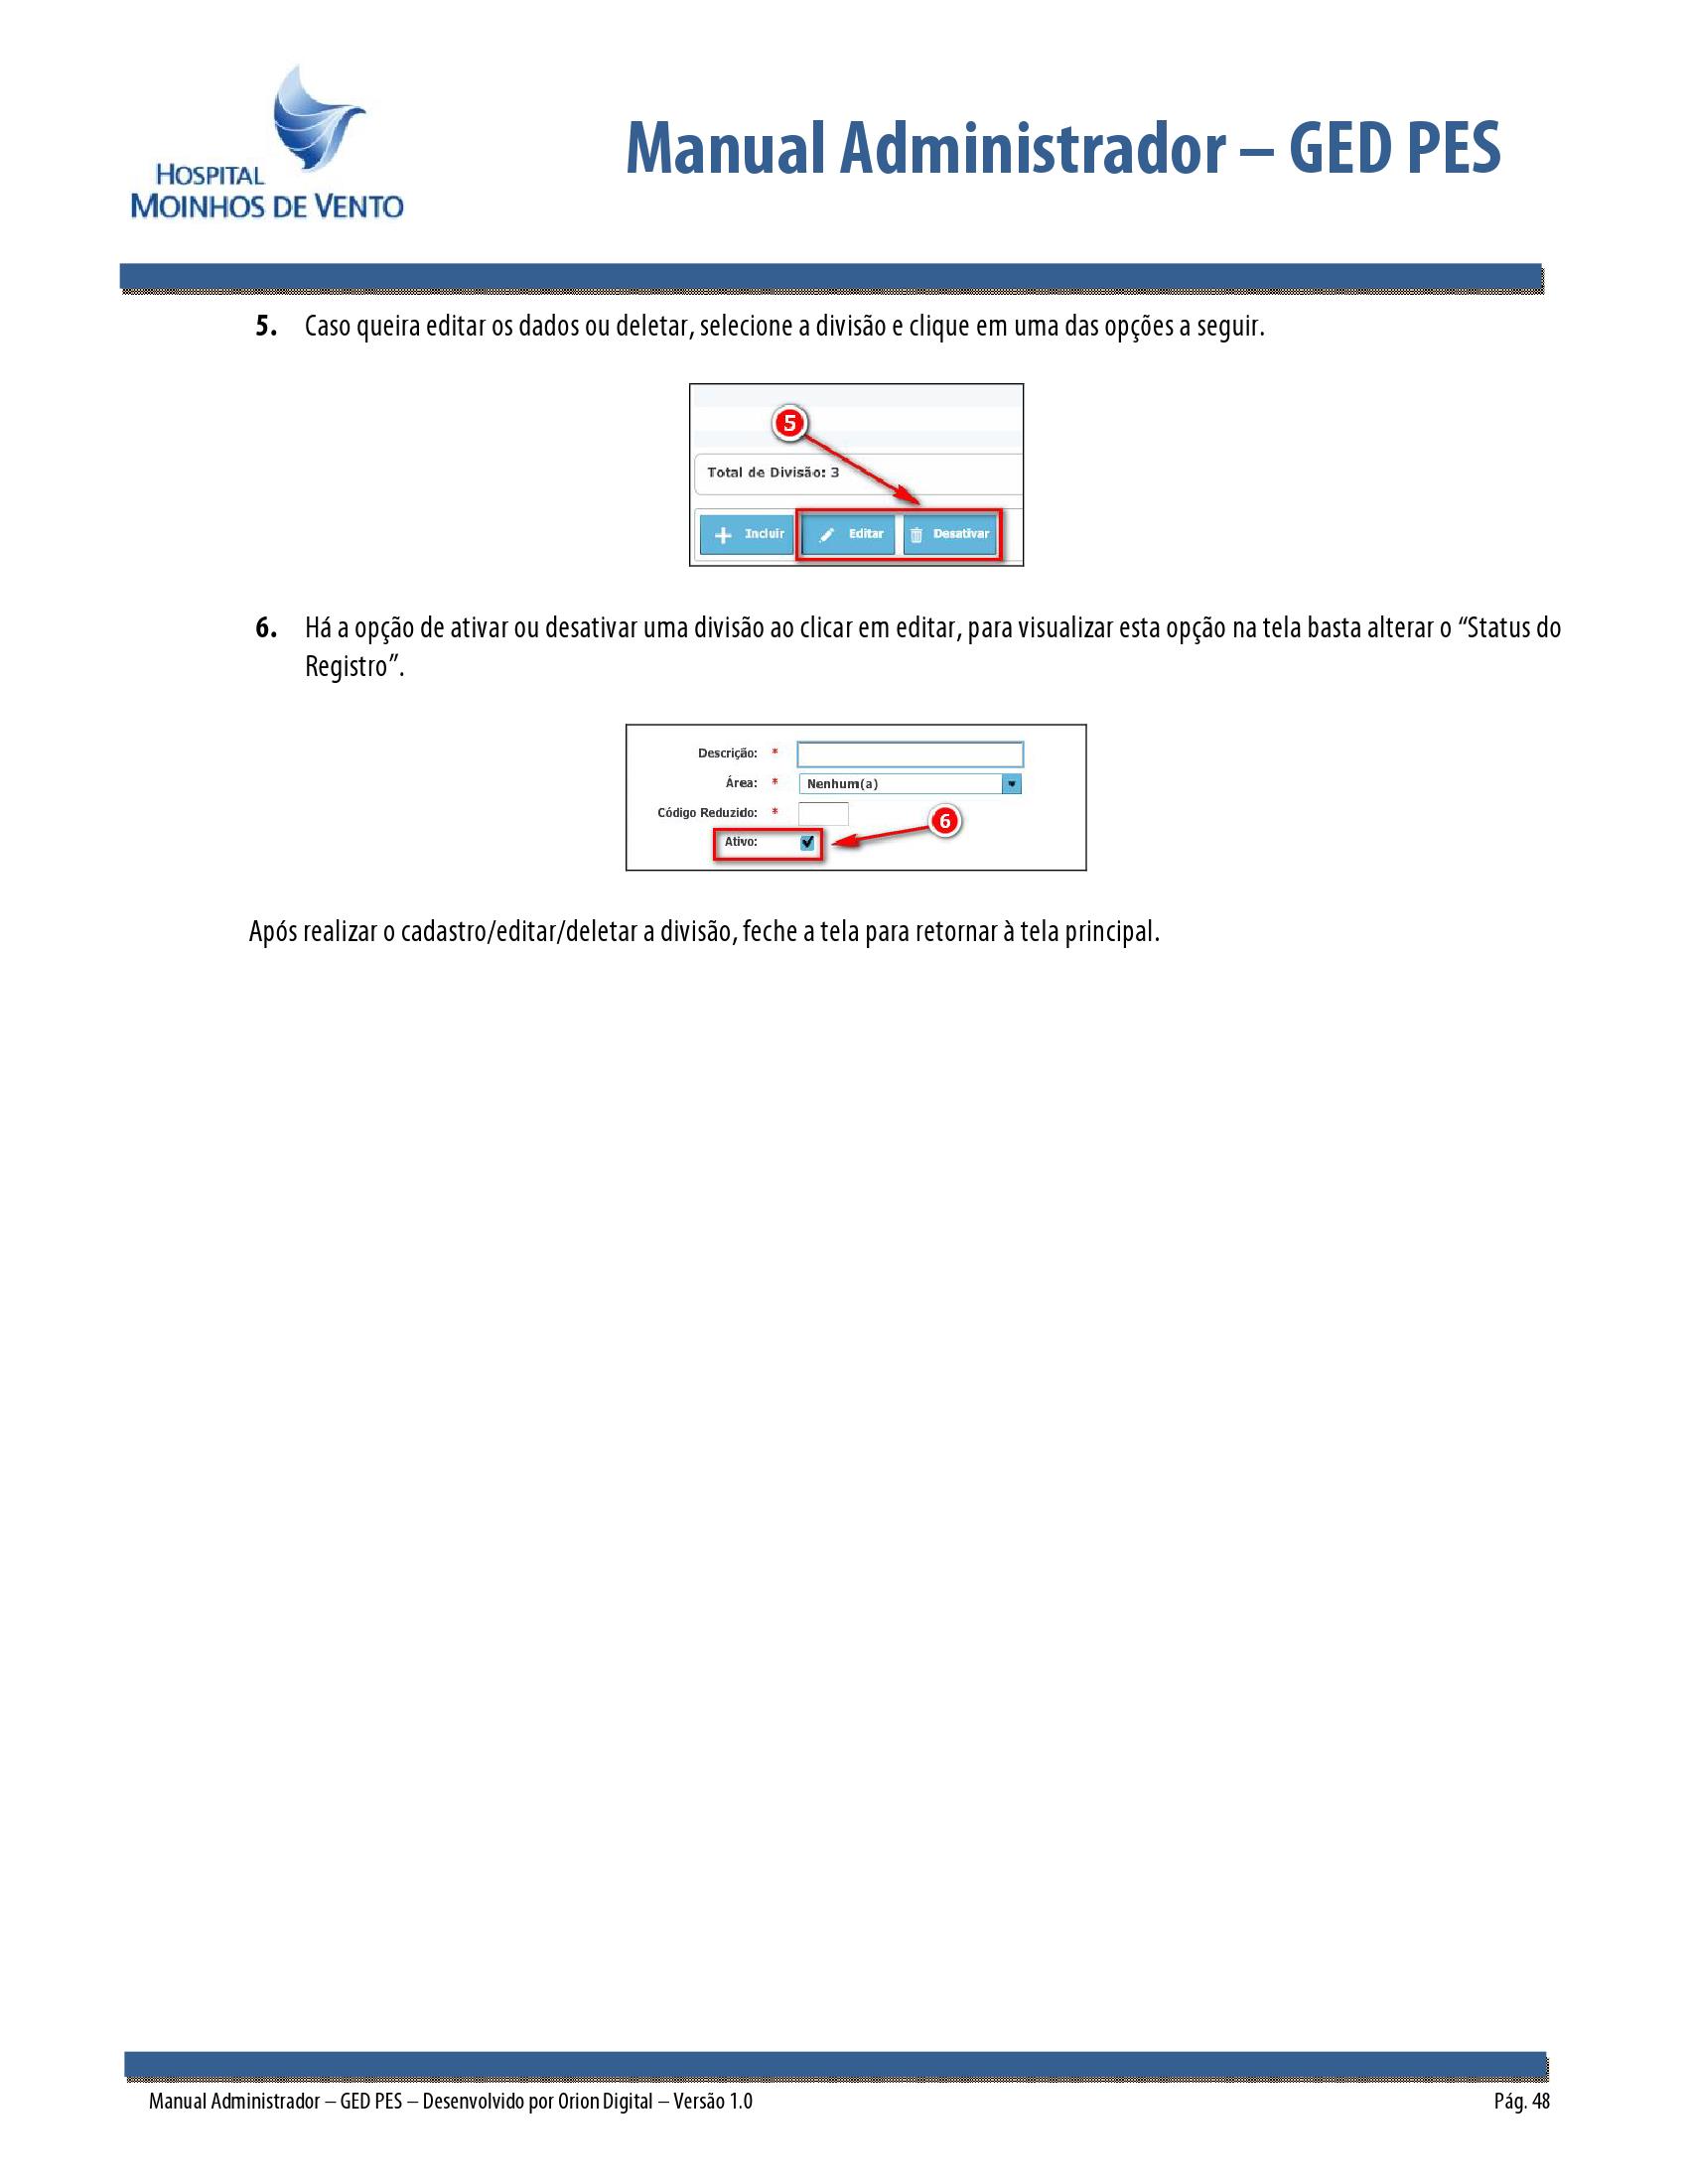 HOSPITAL
MOINHOS DE VENTO
Manual Administrador – GED PES
5. Caso queira editar os dados ou deletar, selecione a divisão e clique em uma das opções a seguir.
5
Total de Divisão: 3
Incluir Editar Desativar
6. Há a opção de ativar ou desativar uma divisão ao clicar em editar, para visualizar esta opção na tela basta alterar o “Status do
Registro”.
Descrição: *
Área: * Nenhum(a)
Código Reduzido: *
6
Ativo:
Após realizar o cadastro/editar/deletar a divisão, feche a tela para retornar à tela principal.
Manual Administrador – GED PES – Desenvolvido por Orion Digital – Versão 1.0 Pág. 48